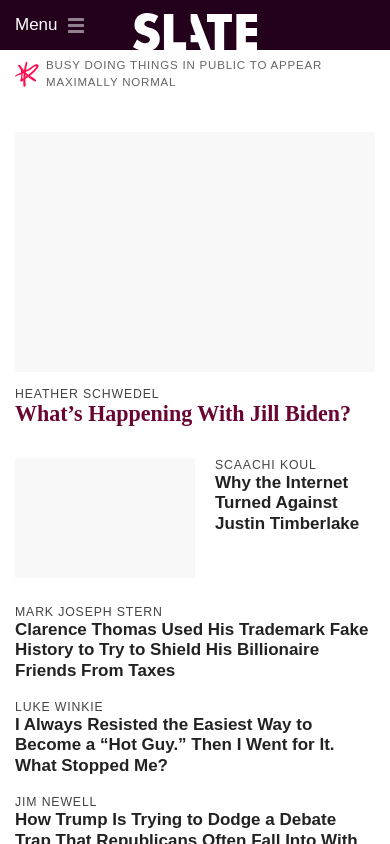 Menu
SLATE
BUSY DOING THINGS IN PUBLIC TO APPEAR
MAXIMALLY NORMAL
HEATHER SCHWEDEL
What’s Happening With Jill Biden?
SCAACHI KOUL
Why the Internet
Turned Against
Justin Timberlake
MARK JOSEPH STERN
Clarence Thomas Used His Trademark Fake
History to Try to Shield His Billionaire
Friends From Taxes
LUKE WINKIE
I Always Resisted the Easiest Way to
Become a “Hot Guy.” Then I Went for It.
What Stopped Me?
JIM NEWELL
How Trump Is Trying to Dodge a Debate
Trap That Republicans Often Fall Into With